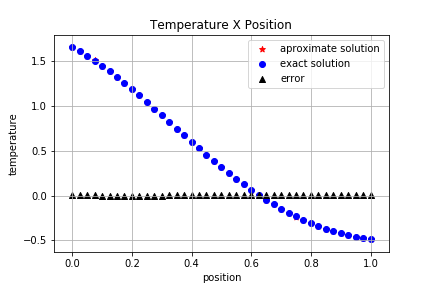 Temperature X Position
aproximate solution
exact solution
error
temperature
1.5
1.0
0.5
0.0
−0.5
0.0 0.2 0.4 0.6 0.8 1.0
position